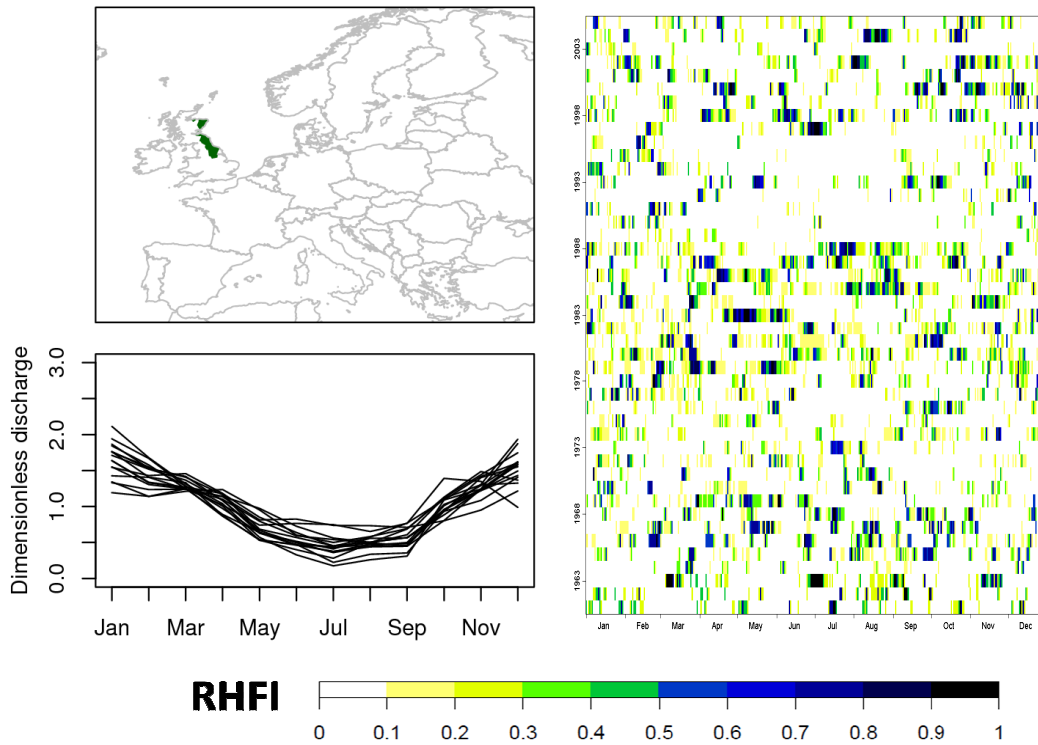 Dimensionless discharge
3.0
2.0
1.0
0.0
Jan Mar May Jul Sep Nov
2003
1998
1993
1988
1983
1978
1973
1968
1963
Jan Feb Mar Apr May Jun Jul Aug Sep Oct Nov Dec
RHFI
0 0.1 0.2 0.3 0.4 0.5 0.6 0.7 0.8 0.9 1